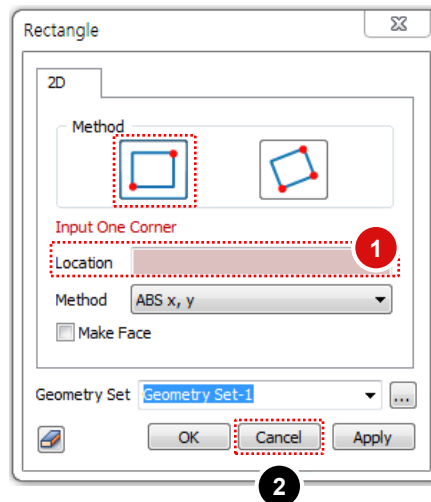 Rectangle
2D
Method
Input One Corner
1
Location
Method ABS x, y
Make Face
Geometry Set Geometry Set-1 ...
OK Cancel Apply
2